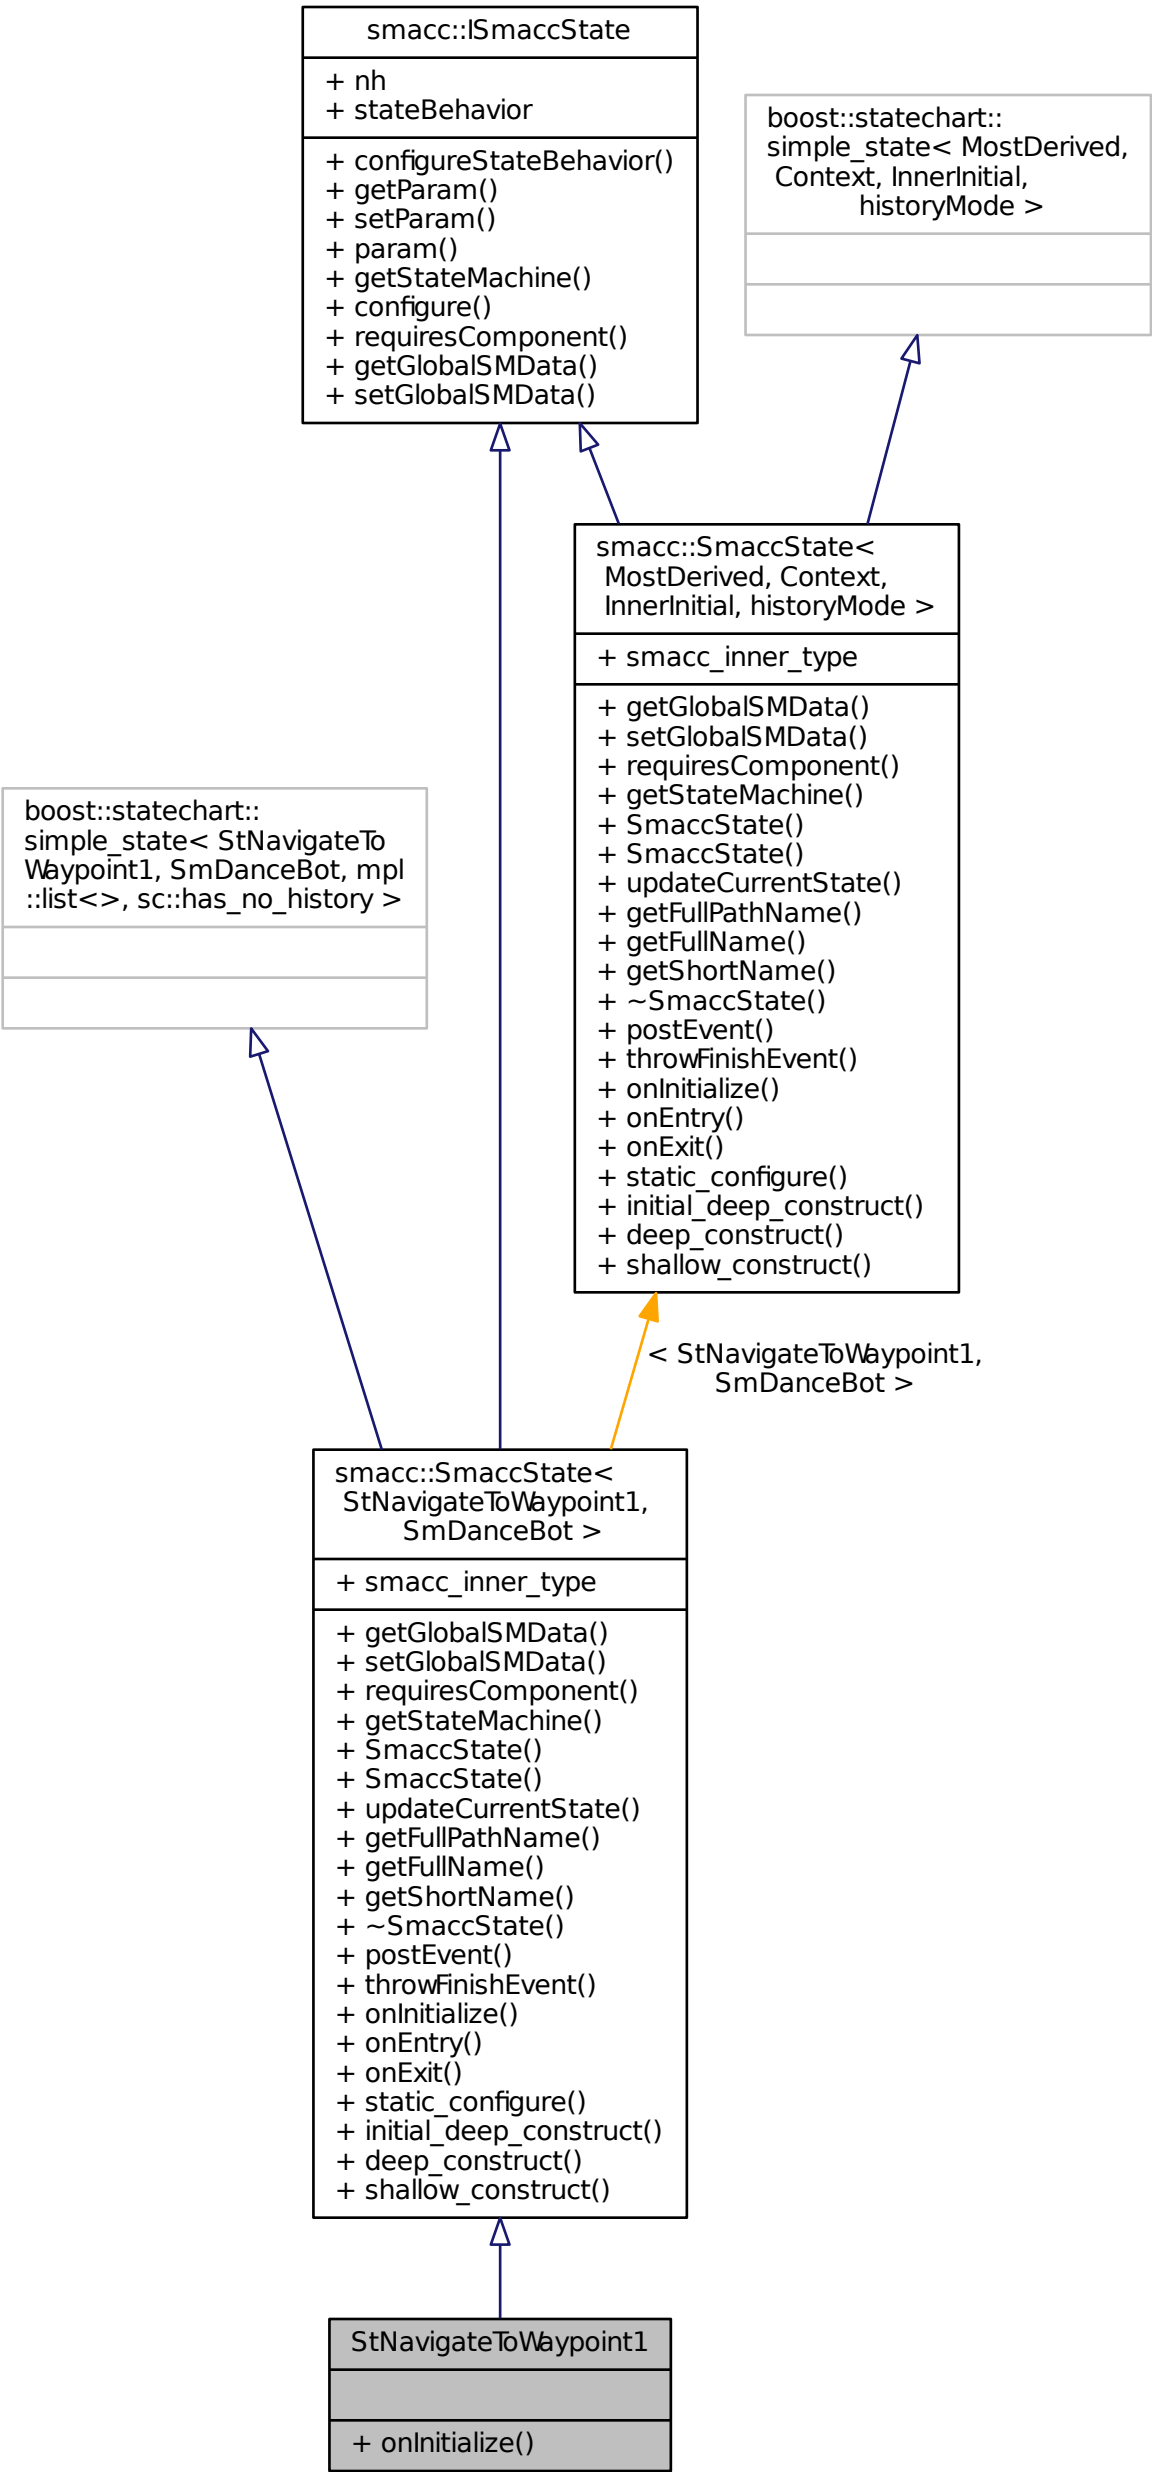 smacc::ISmaccState
+ nh
+ stateBehavior
+ configureStateBehavior()
+ getParam()
+ setParam()
+ param()
+ getStateMachine()
+ configure()
+ requiresComponent()
+ getGlobalSMData()
+ setGlobalSMData()
boost::statechart::
simple_state< MostDerived,
Context, InnerInitial,
historyMode >
smacc::SmaccState<
MostDerived, Context,
InnerInitial, historyMode >
+ smacc_inner_type
+ getGlobalSMData()
+ setGlobalSMData()
+ requiresComponent()
+ getStateMachine()
+ SmaccState()
+ SmaccState()
+ updateCurrentState()
+ getFullPathName()
+ getFullName()
+ getShortName()
+ ~SmaccState()
+ postEvent()
+ throwFinishEvent()
+ onInitialize()
+ onEntry()
+ onExit()
+ static_configure()
+ initial_deep_construct()
+ deep_construct()
+ shallow_construct()
boost::statechart::
simple_state< StNavigateTo
Waypoint1, SmDanceBot, mpl
::list<>, sc::has_no_history >
< StNavigateToWaypoint1,
SmDanceBot >
smacc::SmaccState<
StNavigateToWaypoint1,
SmDanceBot >
+ smacc_inner_type
+ getGlobalSMData()
+ setGlobalSMData()
+ requiresComponent()
+ getStateMachine()
+ SmaccState()
+ SmaccState()
+ updateCurrentState()
+ getFullPathName()
+ getFullName()
+ getShortName()
+ ~SmaccState()
+ postEvent()
+ throwFinishEvent()
+ onInitialize()
+ onEntry()
+ onExit()
+ static_configure()
+ initial_deep_construct()
+ deep_construct()
+ shallow_construct()
StNavigateToWaypoint1
+ onInitialize()